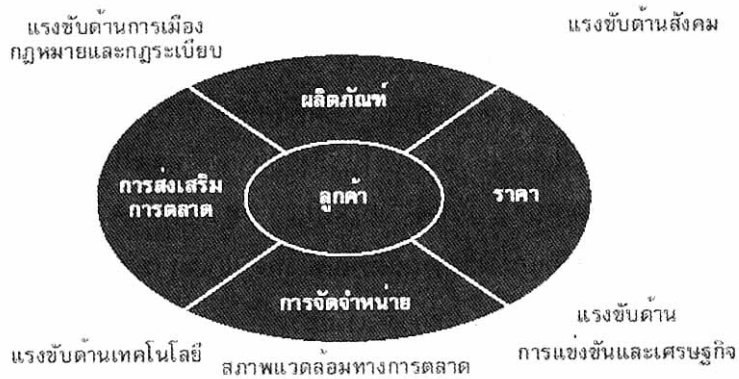 แรงขับด้านการเมือง
กฎหมายและกฎระเบียบ
แรงขับด้านสังคม
ผลิตภัณฑ์
การส่งเสริม
การตลาด
ลูกค้า
ราคา
การจัดจำหน่าย
แรงขับด้านเทคโนโลยี
สภาพแวดล้อมทางการตลาด
แรงขับด้าน
การแข่งขันและเศรษฐกิจ